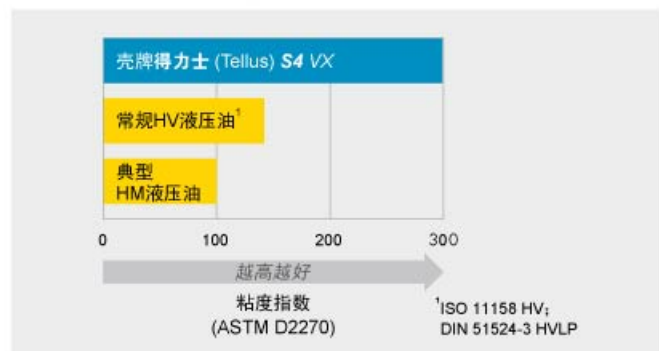 壳牌得力士 (Tellus) S4 VX
常规HV液压油¹
典型
HM液压油
0 100 200 300
越高越好
粘度指数
(ASTM D2270)
¹ISO 11158 HV；
DIN 51524-3 HVLP